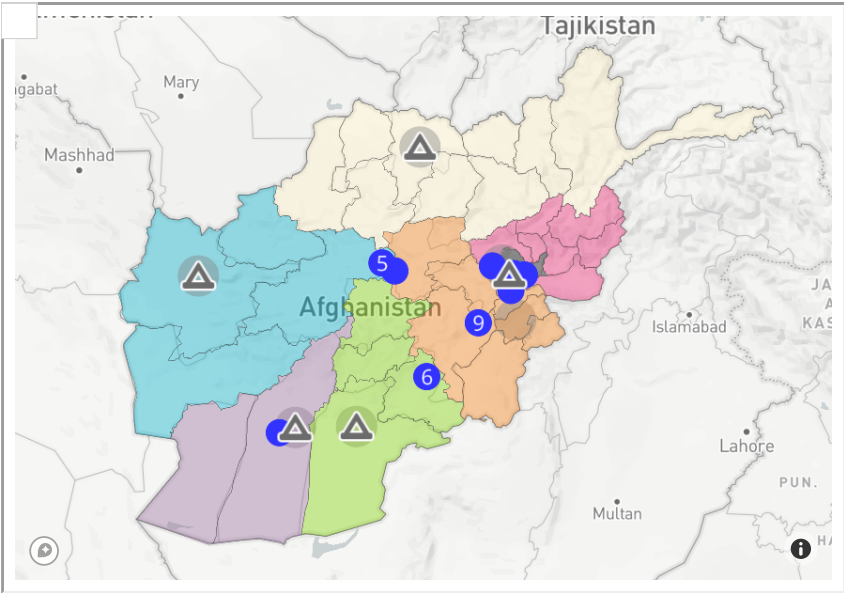 Tajikistan
Mary
Mashhad
5
Afghanistan
9
Islamabad
6
Lahore
PUN.
Multan